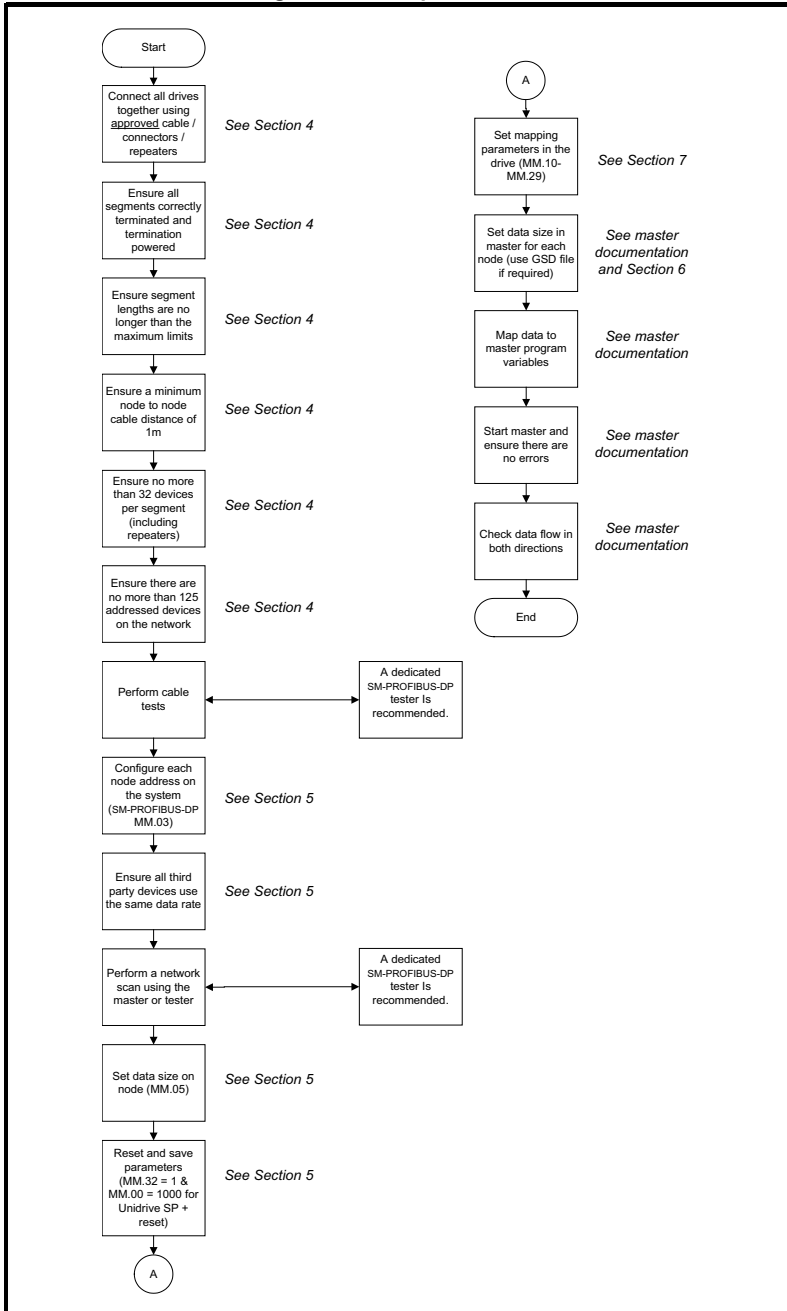 Start
Connect all drives
together using
approved cable /
connectors /
repeaters
See Section 4
Ensure all
segments correctly
terminated and
termination
powered
See Section 4
Ensure segment
lengths are no
longer than the
maximum limits
See Section 4
Ensure a minimum
node to node
cable distance of
1m
See Section 4
Ensure no more
than 32 devices
per segment
(including
repeaters)
See Section 4
Ensure there are
no more than 125
addressed devices
on the network
See Section 4
Perform cable
tests
A dedicated
SM-PROFIBUS-DP
tester Is
recommended.
Configure each
node address on
the system
(SM-PROFIBUS-DP
MM.03)
See Section 5
Ensure all third
party devices use
the same data rate
See Section 5
Perform a network
scan using the
master or tester
A dedicated
SM-PROFIBUS-DP
tester Is
recommended.
Set data size on
node (MM.05)
See Section 5
Reset and save
parameters
(MM.32 = 1 &
MM.00 = 1000 for
Unidrive SP +
reset)
See Section 5
A
A
Set mapping
parameters in the
drive (MM.10-
MM.29)
See Section 7
Set data size in
master for each
node (use GSD file
if required)
See master
documentation
and Section 6
Map data to
master program
variables
See master
documentation
Start master and
ensure there are
no errors
See master
documentation
Check data flow in
both directions
See master
documentation
End